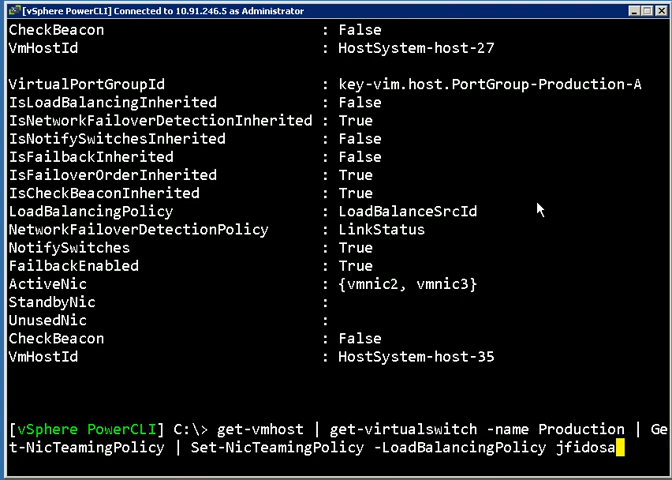 [vSphere PowerCLI] Connected to 10.91.246.5 as Administrator
CheckBeacon : False
VmHostId : HostSystem-host-27
VirtualPortGroupId : key-vim.host.PortGroup-Production-A
IsLoadBalancingInherited : False
IsNetworkFailoverDetectionInherited : True
IsNotifySwitchesInherited : False
IsFailbackInherited : False
IsFailoverOrderInherited : True
IsCheckBeaconInherited : True
LoadBalancingPolicy : LoadBalanceSrcId
NetworkFailoverDetectionPolicy : LinkStatus
NotifySwitches : True
FailbackEnabled : True
ActiveNic : {vmnic2, vmnic3}
StandbyNic :
UnusedNic :
CheckBeacon : False
VmHostId : HostSystem-host-35
[vSphere PowerCLI] C:\> get-vmhost | get-virtualswitch -name Production | Ge
t-NicTeamingPolicy | Set-NicTeamingPolicy -LoadBalancingPolicy jfidosa